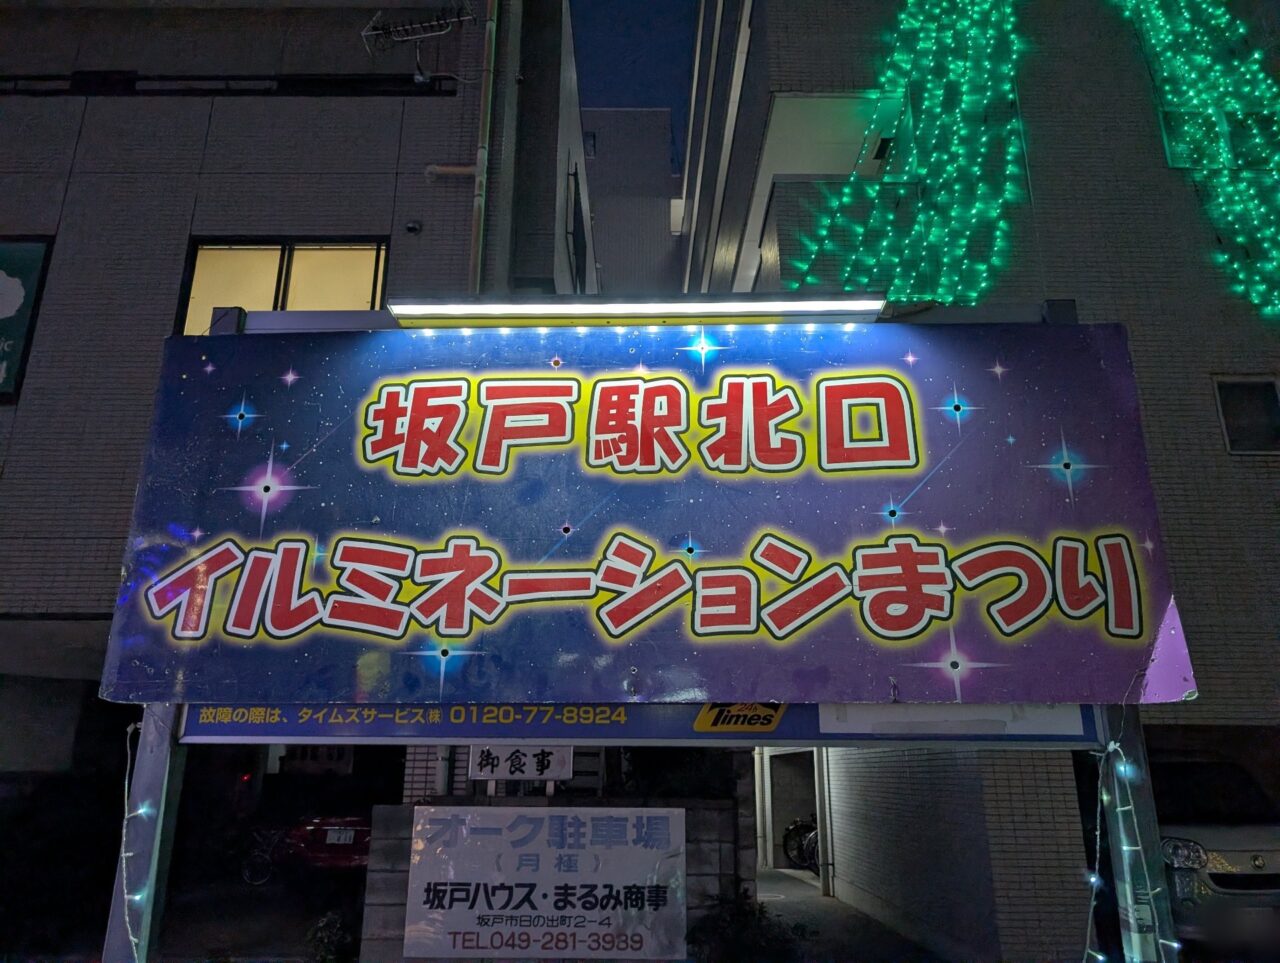 坂戸駅北口
イルミネーションまつり
故障の際は、タイムズサービス㈱ 0120-77-8924
24h
Times
御食事
オーク駐車場
(月極)
坂戸ハウス・まるみ商事
坂戸市日の出町2-4
TEL049-281-3939